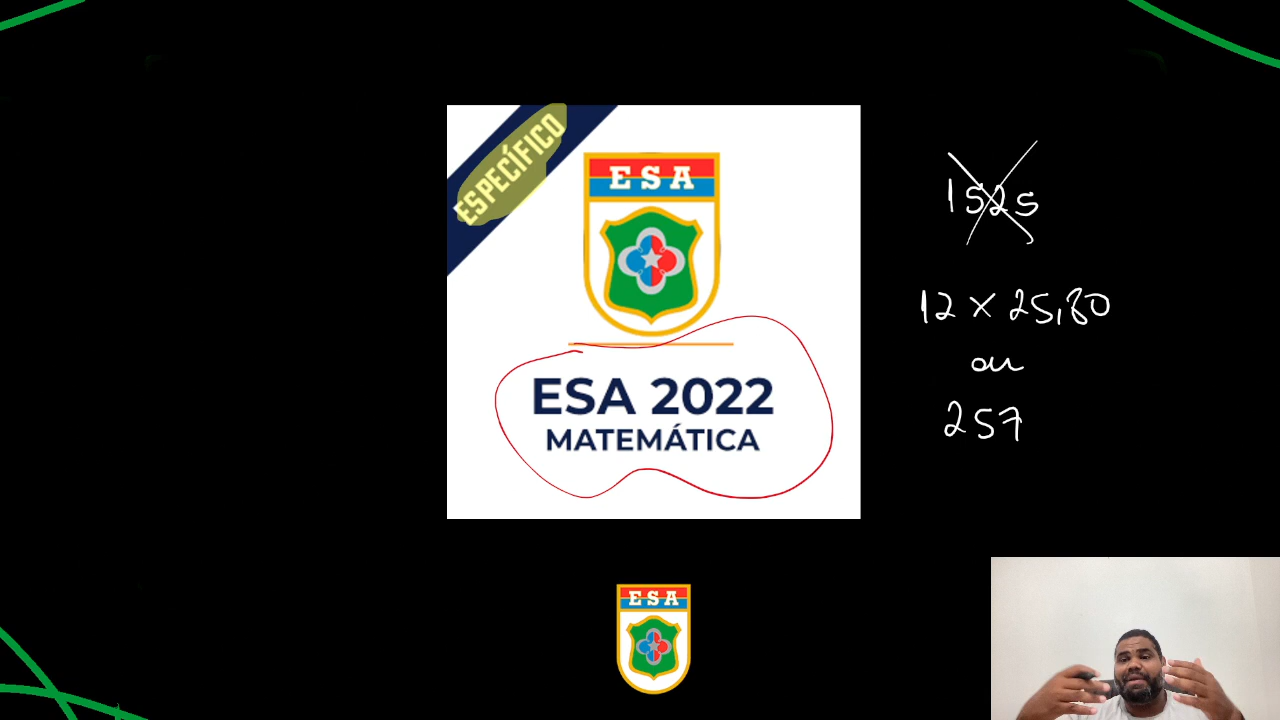 ESPECÍFICO
ESA
ESA 2022
MATEMÁTICA
1525
12 x 25,80
ou
257
ESA